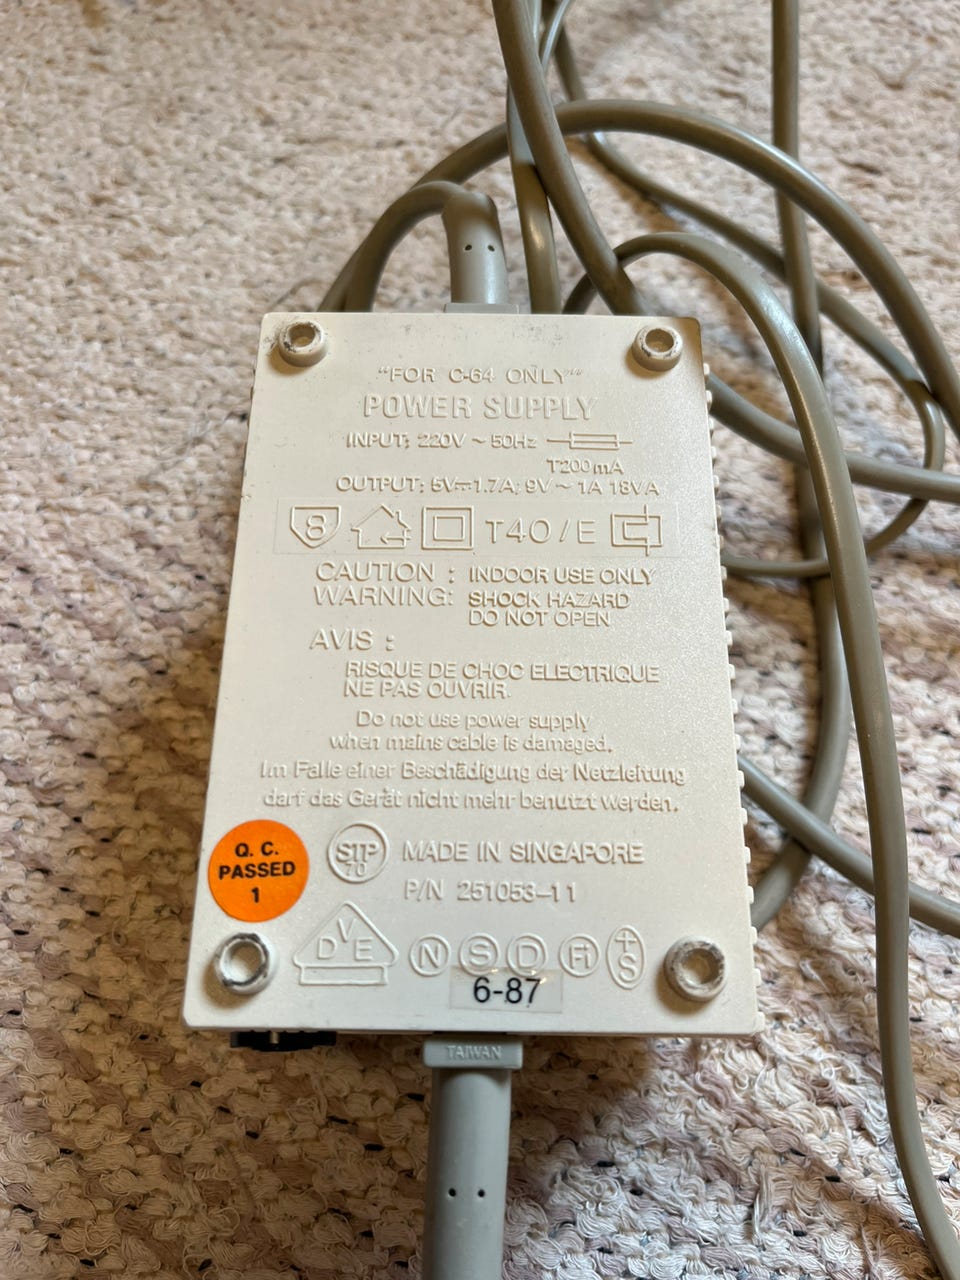 "FOR C-64 ONLY"
POWER SUPPLY
INPUT; 220V ~ 50Hz
T200mA
OUTPUT; 5V⎓1.7A; 9V ~ 1A 18VA
8 T40/E
CAUTION : INDOOR USE ONLY
WARNING: SHOCK HAZARD
DO NOT OPEN
AVIS :
RISQUE DE CHOC ELECTRIQUE
NE PAS OUVRIR.
Do not use power supply
when mains cable is damaged.
Im Falle einer Beschädigung der Netzleitung
darf das Gerät nicht mehr benutzt werden.
Q. C.
PASSED
1
STP
70
MADE IN SINGAPORE
P/N 251053-11
DVE N S D FI +S
6-87
TAIWAN